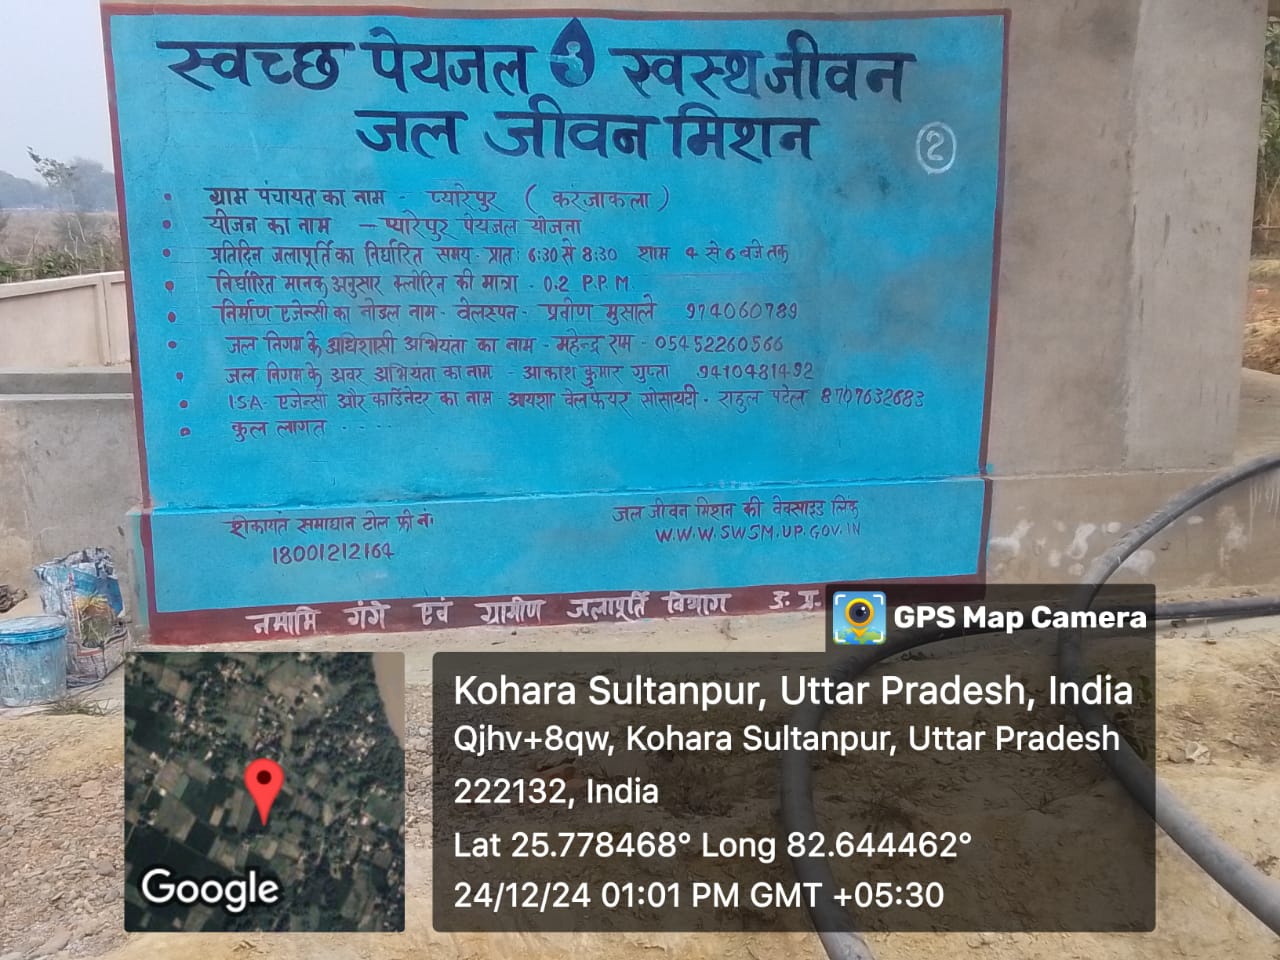 स्वच्छ पेयजल स्वस्थ जीवन
जल जीवन मिशन
2
• ग्राम पंचायत का नाम - प्यारेपुर ( करंजाकला )
• योजन का नाम - प्यारेपुर पेयजल योजना
• प्रतिदिन जलापूर्ति का निर्धारित समय - प्रात: 6:30 से 8:30 शाम 4 से 6 बजे तक
• निर्धारित मानक अनुसार क्लोरिन की मात्रा - 0.2 P.P.M.
• निर्माण एजेन्सी का नोडल नाम - वेलस्पन - प्रवीण मुसाले 974060789
• जल निगम के अधिशासी अभियंता का नाम - महेन्द्र राम - 05452260566
• जल निगम के अवर अभियंता का नाम - आकाश कुमार गुप्ता 9410481492
• ISA- एजेन्सी और कार्डिनेटर का नाम - आयशा वेलफेयर सोसायटी - राहुल पटेल 8707632683
• कुल लागत - - - -
शिकायत समाधान टोल फ्री नं.
18001212164
जल जीवन मिशन की वेबसाइड लिंक
W.W.W.SWSM.UP.GOV.IN
नमामि गंगे एवं ग्रामीण जलापूर्ति विभाग उ. प्र.
GPS Map Camera
Kohara Sultanpur, Uttar Pradesh, India
Qjhv+8qw, Kohara Sultanpur, Uttar Pradesh
222132, India
Lat 25.778468° Long 82.644462°
24/12/24 01:01 PM GMT +05:30
Google